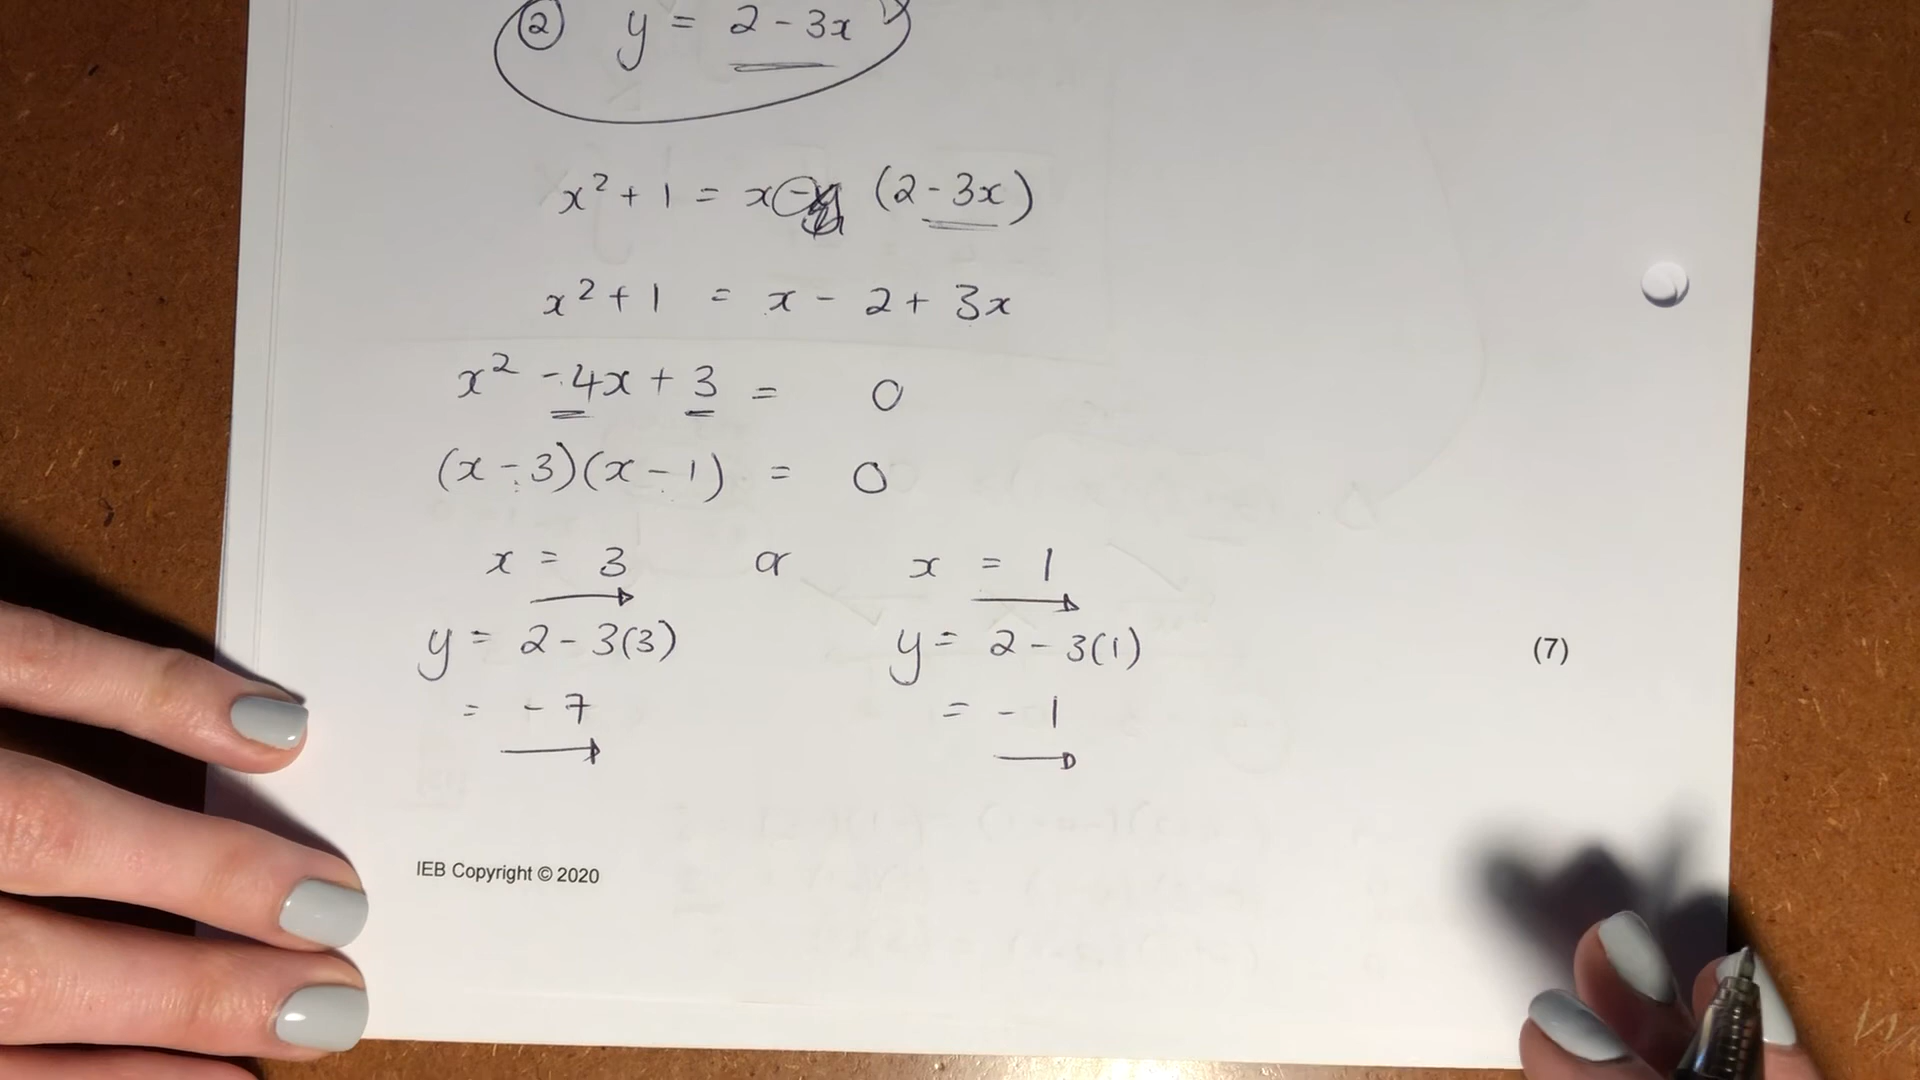 ② y = 2 - 3x
x² + 1 = x - (2 - 3x)
x² + 1 = x - 2 + 3x
x² - 4x + 3 = 0
(x - 3)(x - 1) = 0
x = 3 or x = 1
y = 2 - 3(3) y = 2 - 3(1) (7)
= - 7 = - 1
IEB Copyright © 2020